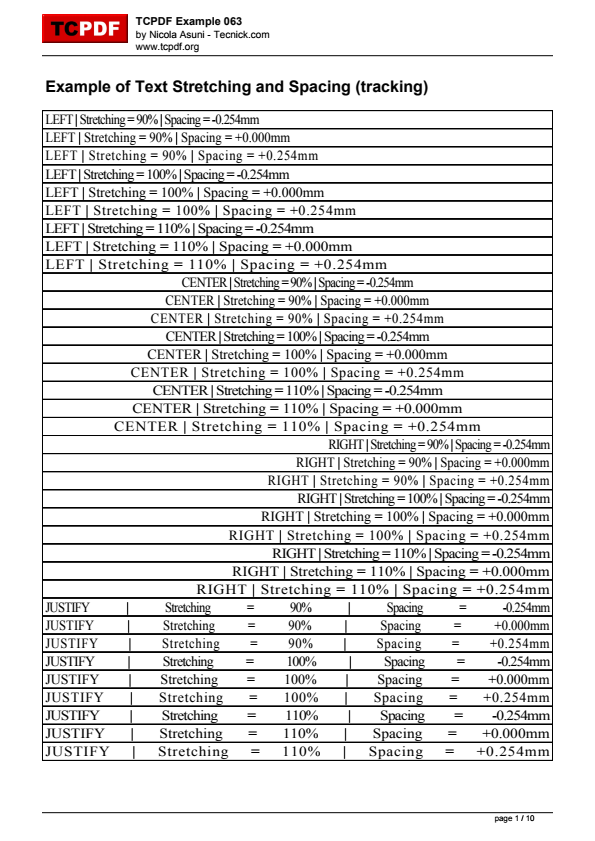 TCPDF
TCPDF Example 063
by Nicola Asuni - Tecnick.com
www.tcpdf.org
Example of Text Stretching and Spacing (tracking)
LEFT | Stretching = 90% | Spacing = -0.254mm
LEFT | Stretching = 90% | Spacing = +0.000mm
LEFT | Stretching = 90% | Spacing = +0.254mm
LEFT | Stretching = 100% | Spacing = -0.254mm
LEFT | Stretching = 100% | Spacing = +0.000mm
LEFT | Stretching = 100% | Spacing = +0.254mm
LEFT | Stretching = 110% | Spacing = -0.254mm
LEFT | Stretching = 110% | Spacing = +0.000mm
LEFT | Stretching = 110% | Spacing = +0.254mm
CENTER | Stretching = 90% | Spacing = -0.254mm
CENTER | Stretching = 90% | Spacing = +0.000mm
CENTER | Stretching = 90% | Spacing = +0.254mm
CENTER | Stretching = 100% | Spacing = -0.254mm
CENTER | Stretching = 100% | Spacing = +0.000mm
CENTER | Stretching = 100% | Spacing = +0.254mm
CENTER | Stretching = 110% | Spacing = -0.254mm
CENTER | Stretching = 110% | Spacing = +0.000mm
CENTER | Stretching = 110% | Spacing = +0.254mm
RIGHT | Stretching = 90% | Spacing = -0.254mm
RIGHT | Stretching = 90% | Spacing = +0.000mm
RIGHT | Stretching = 90% | Spacing = +0.254mm
RIGHT | Stretching = 100% | Spacing = -0.254mm
RIGHT | Stretching = 100% | Spacing = +0.000mm
RIGHT | Stretching = 100% | Spacing = +0.254mm
RIGHT | Stretching = 110% | Spacing = -0.254mm
RIGHT | Stretching = 110% | Spacing = +0.000mm
RIGHT | Stretching = 110% | Spacing = +0.254mm
JUSTIFY | Stretching = 90% | Spacing = -0.254mm
JUSTIFY | Stretching = 90% | Spacing = +0.000mm
JUSTIFY | Stretching = 90% | Spacing = +0.254mm
JUSTIFY | Stretching = 100% | Spacing = -0.254mm
JUSTIFY | Stretching = 100% | Spacing = +0.000mm
JUSTIFY | Stretching = 100% | Spacing = +0.254mm
JUSTIFY | Stretching = 110% | Spacing = -0.254mm
JUSTIFY | Stretching = 110% | Spacing = +0.000mm
JUSTIFY | Stretching = 110% | Spacing = +0.254mm
page 1 / 10